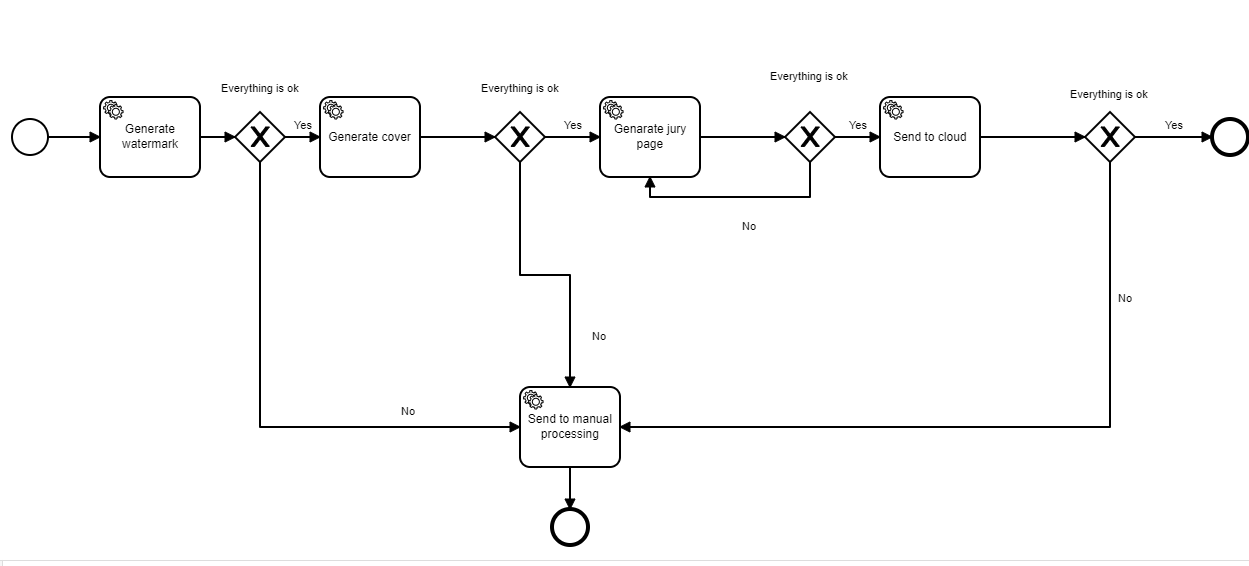 Everything is ok
Everything is ok
Everything is ok
Everything is ok
Generate
watermark
Yes
Generate cover
Yes
Genarate jury
page
Yes
Send to cloud
Yes
No
No
No
No
Send to manual
processing